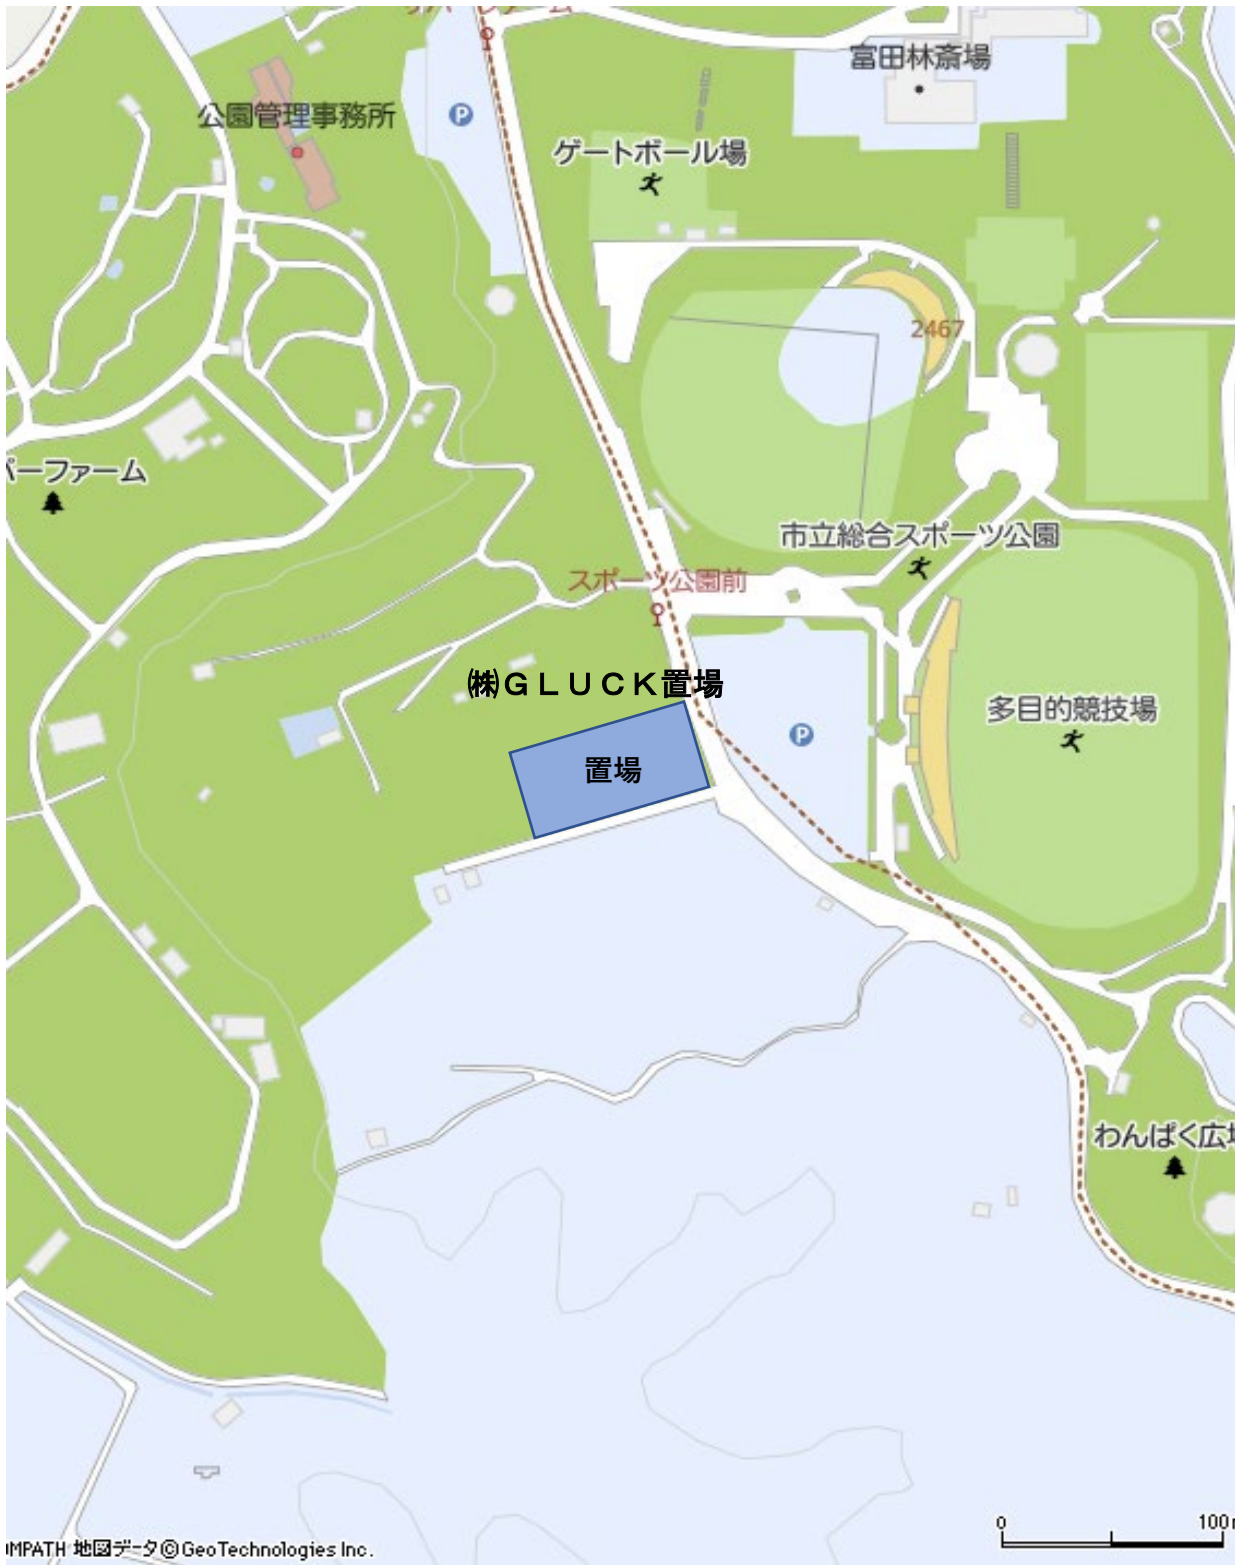 富田林斎場
公園管理事務所
P
ゲートボール場
2467
市立総合スポーツ公園
スポーツ公園前
㈱ＧＬＵＣＫ置場
多目的競技場
P
置場
わんぱく広
0 100
MPATH 地図データ©GeoTechnologies Inc.
ーファーム